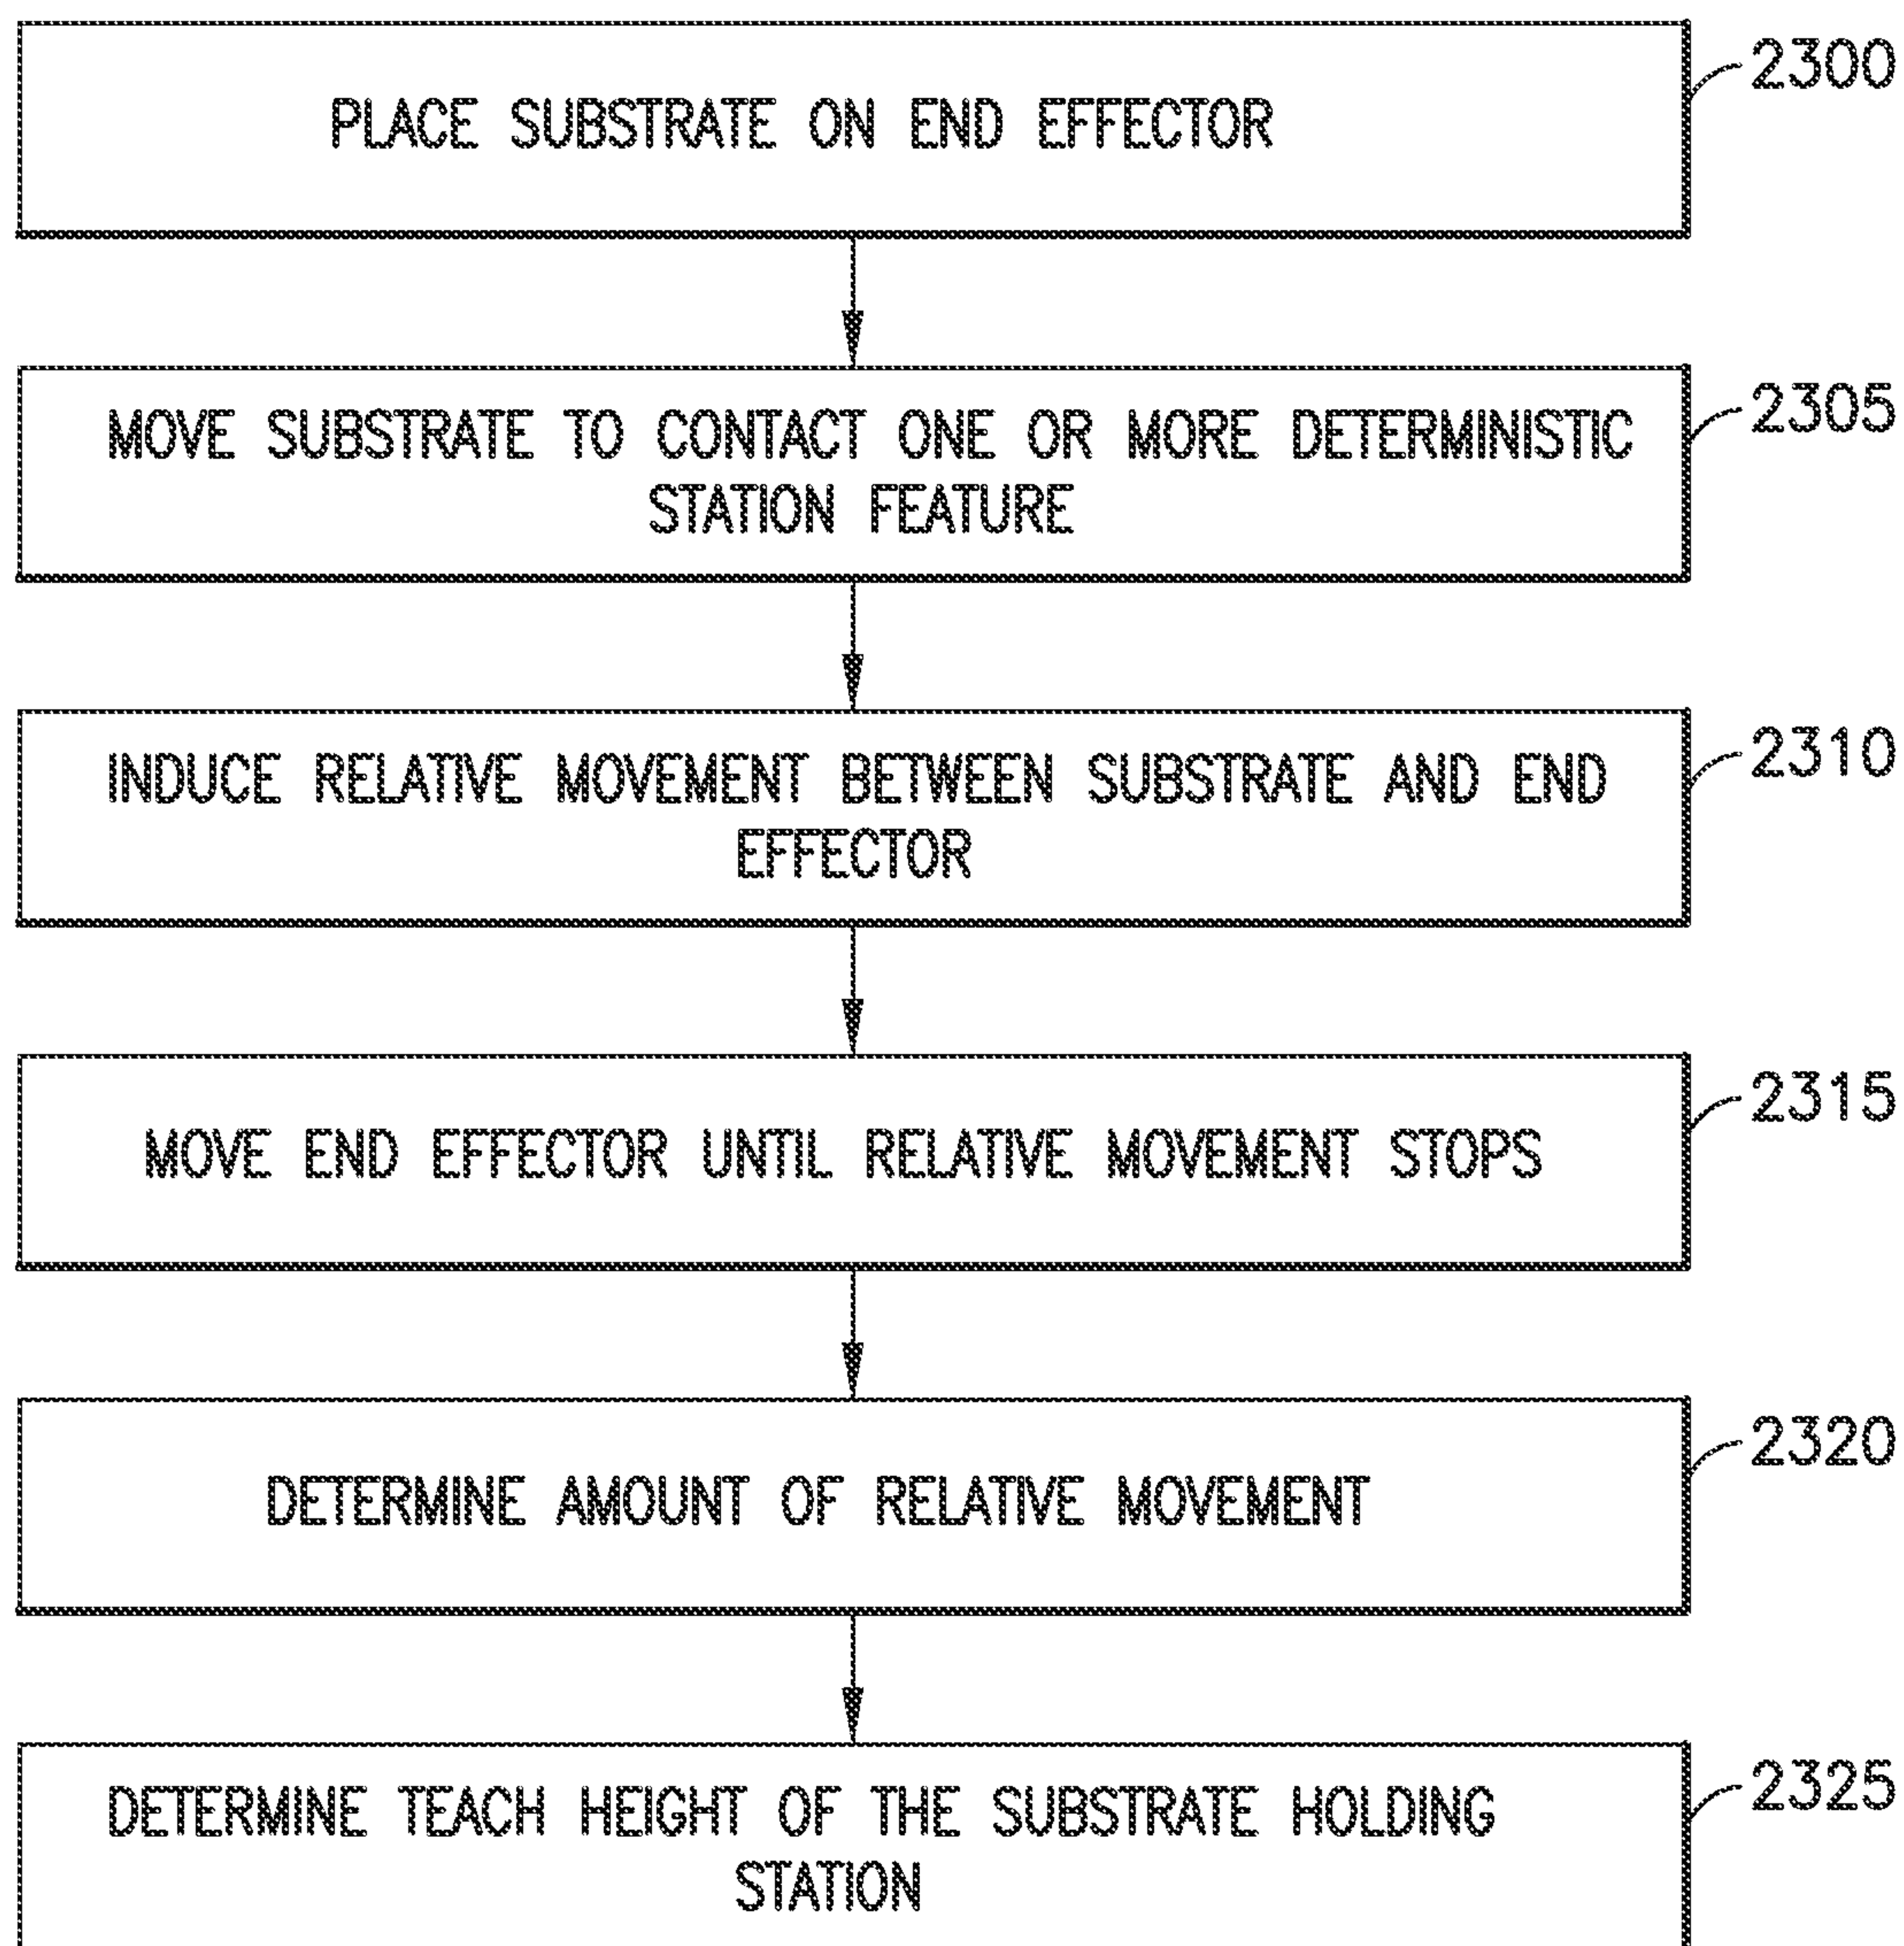 PLACE SUBSTRATE ON END EFFECTOR
2300
MOVE SUBSTRATE TO CONTACT ONE OR MORE DETERMINISTIC
STATION FEATURE
2305
INDUCE RELATIVE MOVEMENT BETWEEN SUBSTRATE AND END
EFFECTOR
2310
MOVE END EFFECTOR UNTIL RELATIVE MOVEMENT STOPS
2315
DETERMINE AMOUNT OF RELATIVE MOVEMENT
2320
DETERMINE TEACH HEIGHT OF THE SUBSTRATE HOLDING
STATION
2325